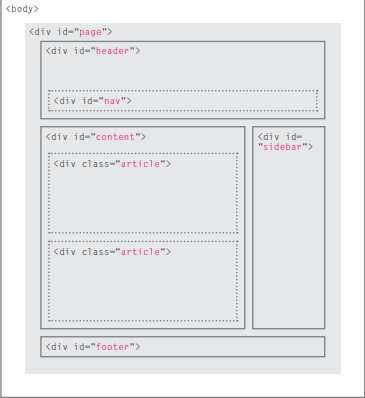 <body>
<div id="page">
<div id="header">
<div id="nav">
<div id="content">
<div class="article">
<div class="article">
<div id=
"sidebar">
<div id="footer">